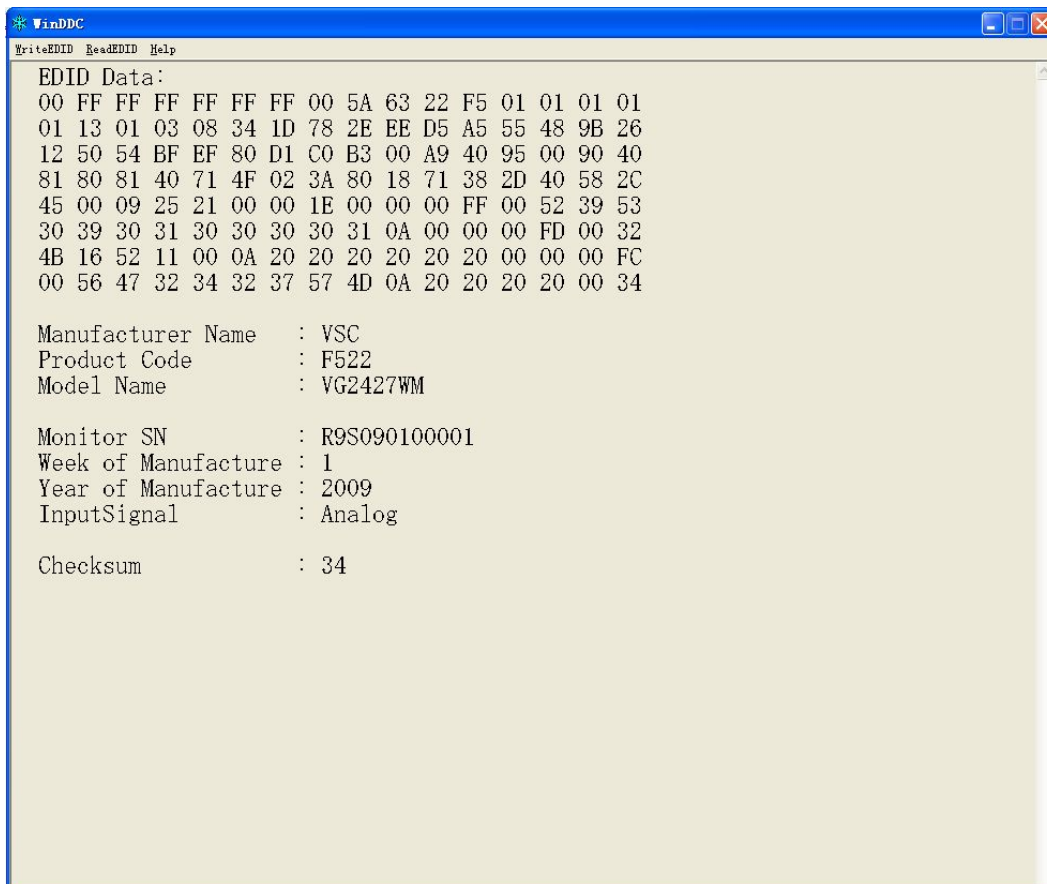 WinDDC
WriteEDID ReadEDID Help
EDID Data:
00 FF FF FF FF FF FF 00 5A 63 22 F5 01 01 01 01
01 13 01 03 08 34 1D 78 2E EE D5 A5 55 48 9B 26
12 50 54 BF EF 80 D1 C0 B3 00 A9 40 95 00 90 40
81 80 81 40 71 4F 02 3A 80 18 71 38 2D 40 58 2C
45 00 09 25 21 00 00 1E 00 00 00 FF 00 52 39 53
30 39 30 31 30 30 30 30 31 0A 00 00 00 FD 00 32
4B 16 52 11 00 0A 20 20 20 20 20 20 00 00 00 FC
00 56 47 32 34 32 37 57 4D 0A 20 20 20 20 00 34
Manufacturer Name : VSC
Product Code : F522
Model Name : VG2427WM
Monitor SN : R9S090100001
Week of Manufacture : 1
Year of Manufacture : 2009
InputSignal : Analog
Checksum : 34